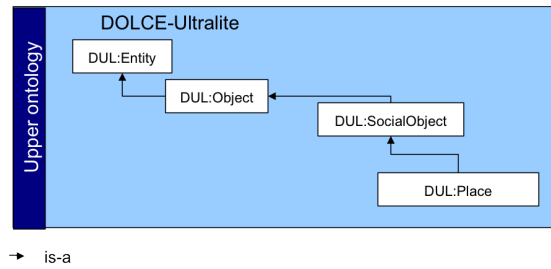 DOLCE-Ultralite
Upper ontology
DUL:Entity
DUL:Object
DUL:SocialObject
DUL:Place
is-a